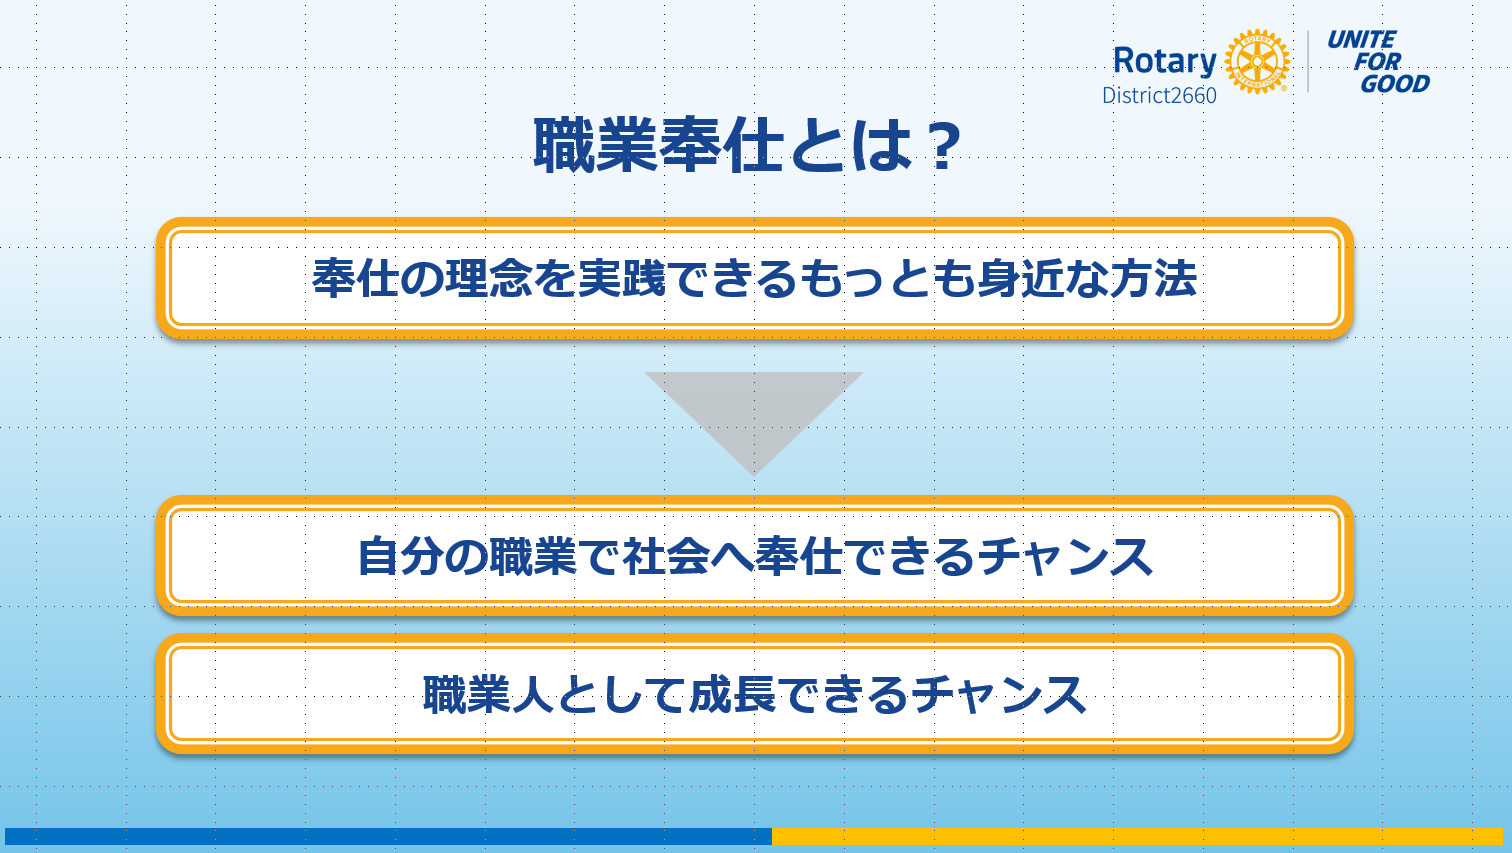 Rotary
District2660
UNITE
FOR
GOOD
職業奉仕とは？
奉仕の理念を実践できるもっとも身近な方法
自分の職業で社会へ奉仕できるチャンス
職業人として成長できるチャンス